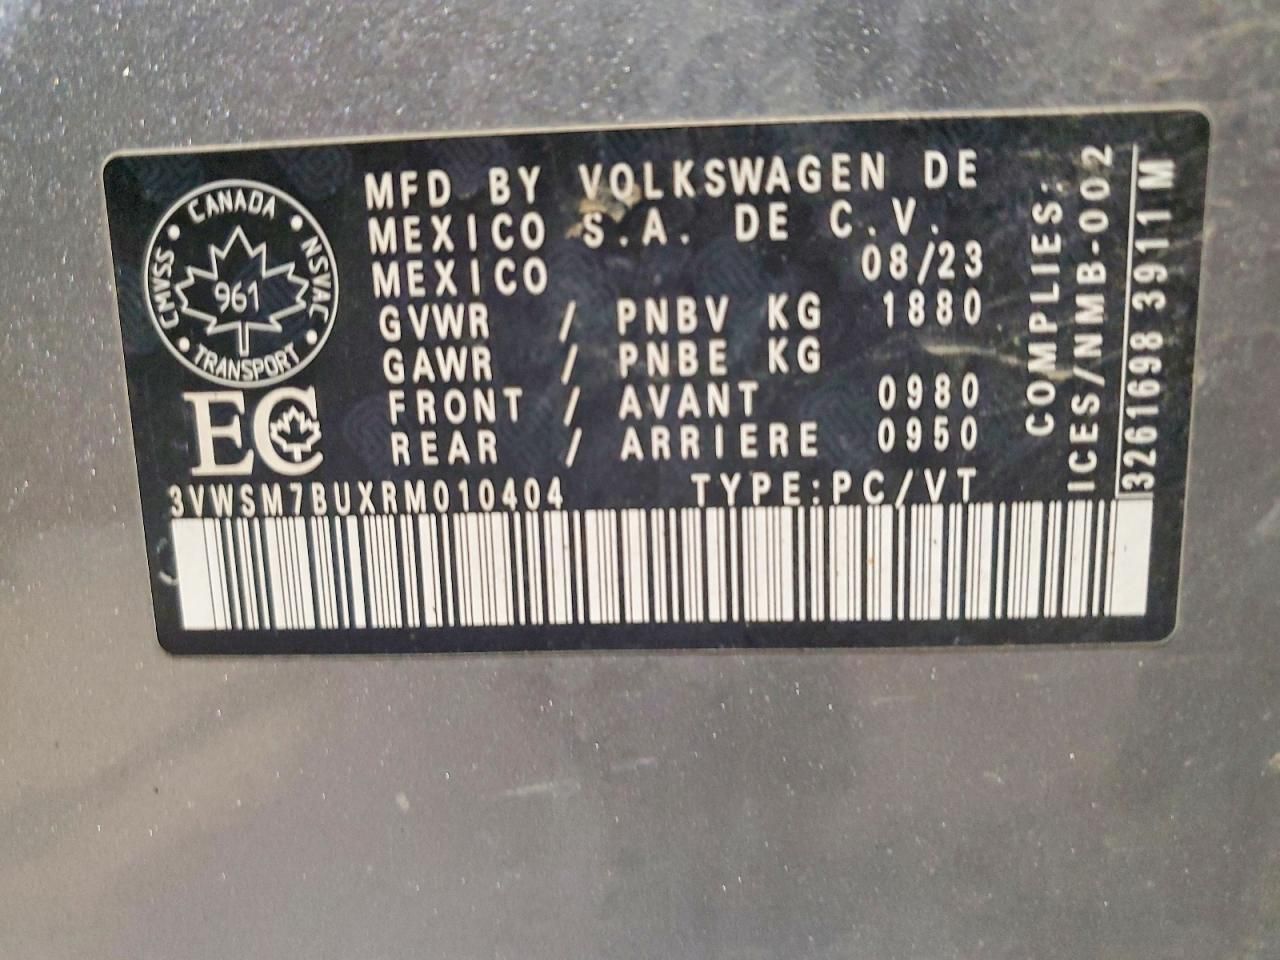 CANADA
CMVSS
NSVAC
961
TRANSPORT
EC
MFD BY VOLKSWAGEN DE
MEXICO S.A. DE C.V.
MEXICO 08/23
GVWR / PNBV KG 1880
GAWR / PNBE KG
FRONT / AVANT 0980
REAR / ARRIERE 0950
3VWSM7BUXRM010404 TYPE:PC/VT
COMPLIES:
ICES/NMB-002
3261698 3911 M